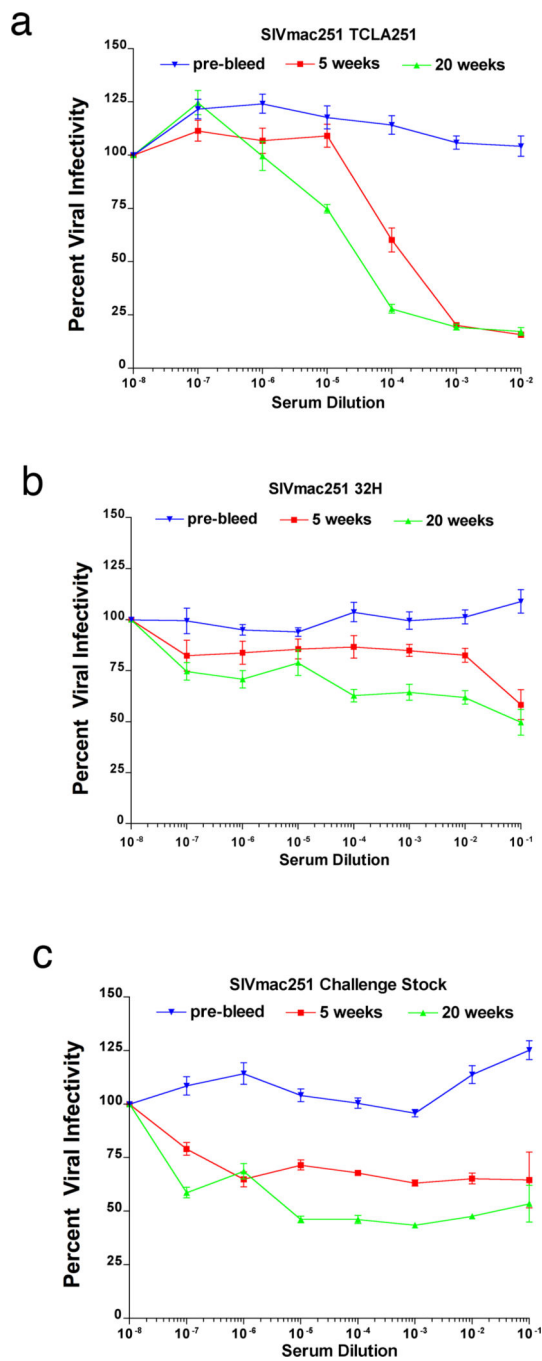 a
SIVmac251 TCLA251
pre-bleed 5 weeks 20 weeks
150
125
100
75
50
25
0
Percent Viral Infectivity
10-8 10-7 10-6 10-5 10-4 10-3 10-2
Serum Dilution
b
SIVmac251 32H
pre-bleed 5 weeks 20 weeks
150
125
100
75
50
25
0
Percent Viral Infectivity
10-8 10-7 10-6 10-5 10-4 10-3 10-2 10-1
Serum Dilution
c
SIVmac251 Challenge Stock
pre-bleed 5 weeks 20 weeks
150
125
100
75
50
25
0
Percent Viral Infectivity
10-8 10-7 10-6 10-5 10-4 10-3 10-2 10-1
Serum Dilution